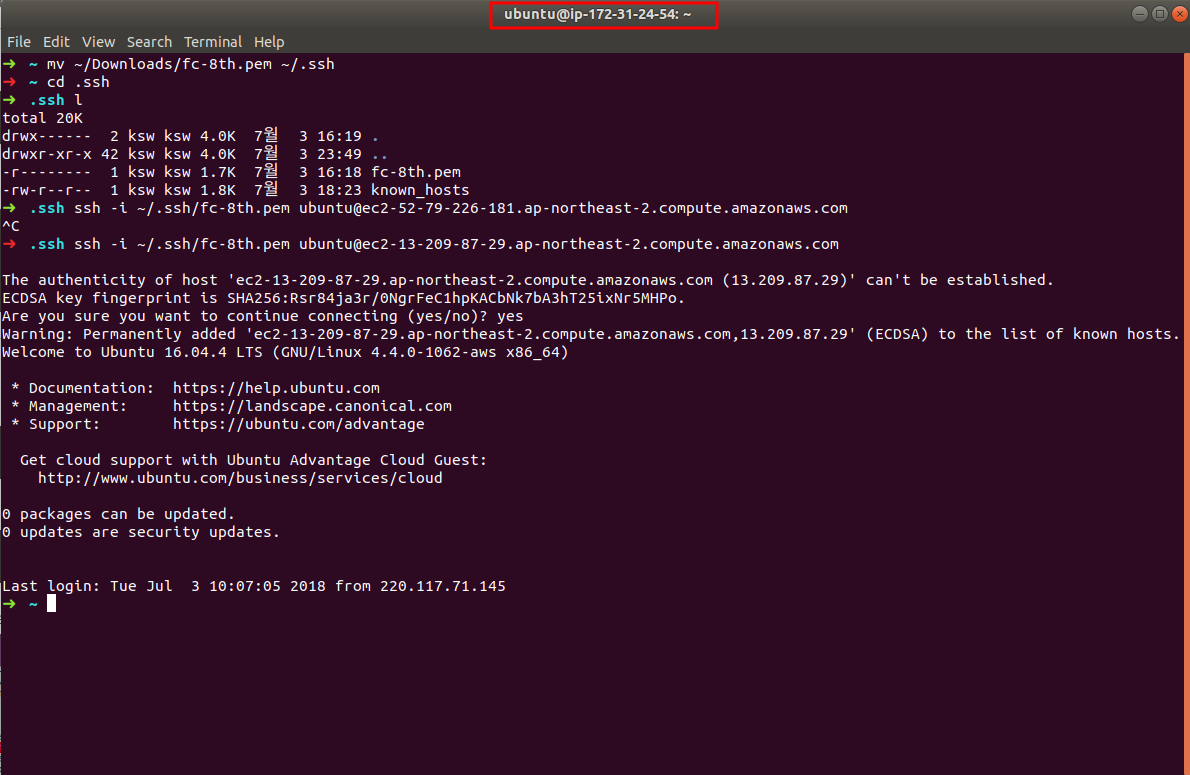 ubuntu@ip-172-31-24-54: ~
File Edit View Search Terminal Help
➜ ~ mv ~/Downloads/fc-8th.pem ~/.ssh
➜ ~ cd .ssh
➜ .ssh l
total 20K
drwx------ 2 ksw ksw 4.0K 7월 3 16:19 .
drwxr-xr-x 42 ksw ksw 4.0K 7월 3 23:49 ..
-r-------- 1 ksw ksw 1.7K 7월 3 16:18 fc-8th.pem
-rw-r--r-- 1 ksw ksw 1.8K 7월 3 18:23 known_hosts
➜ .ssh ssh -i ~/.ssh/fc-8th.pem ubuntu@ec2-52-79-226-181.ap-northeast-2.compute.amazonaws.com
^C
➜ .ssh ssh -i ~/.ssh/fc-8th.pem ubuntu@ec2-13-209-87-29.ap-northeast-2.compute.amazonaws.com
The authenticity of host 'ec2-13-209-87-29.ap-northeast-2.compute.amazonaws.com (13.209.87.29)' can't be established.
ECDSA key fingerprint is SHA256:Rsr84ja3r/0NgrFeC1hpKACbNk7bA3hT25ixNr5MHPo.
Are you sure you want to continue connecting (yes/no)? yes
Warning: Permanently added 'ec2-13-209-87-29.ap-northeast-2.compute.amazonaws.com,13.209.87.29' (ECDSA) to the list of known hosts.
Welcome to Ubuntu 16.04.4 LTS (GNU/Linux 4.4.0-1062-aws x86_64)
* Documentation: https://help.ubuntu.com
* Management: https://landscape.canonical.com
* Support: https://ubuntu.com/advantage
Get cloud support with Ubuntu Advantage Cloud Guest:
http://www.ubuntu.com/business/services/cloud
0 packages can be updated.
0 updates are security updates.
Last login: Tue Jul 3 10:07:05 2018 from 220.117.71.145
➜ ~